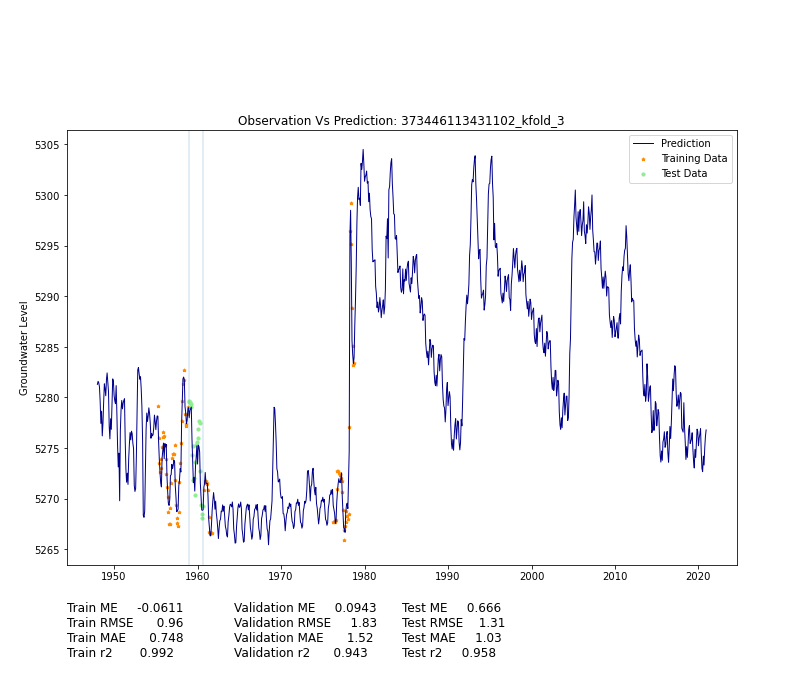 Observation Vs Prediction: 373446113431102_kfold_3
Prediction
Training Data
Test Data
Groundwater Level
5305
5300
5295
5290
5285
5280
5275
5270
5265
1950 1960 1970 1980 1990 2000 2010 2020
Train ME -0.0611 Validation ME 0.0943 Test ME 0.666
Train RMSE 0.96 Validation RMSE 1.83 Test RMSE 1.31
Train MAE 0.748 Validation MAE 1.52 Test MAE 1.03
Train r2 0.992 Validation r2 0.943 Test r2 0.958